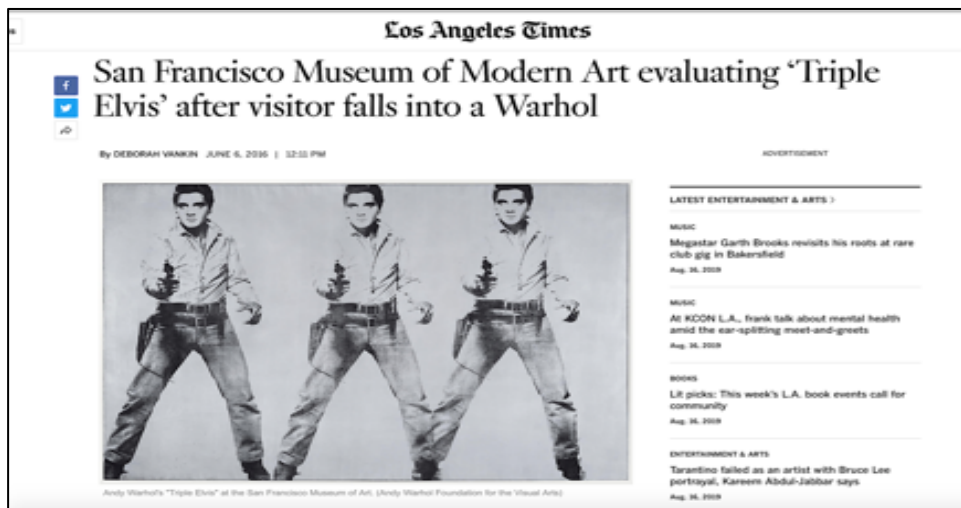 Los Angeles Times
San Francisco Museum of Modern Art evaluating ‘Triple
Elvis’ after visitor falls into a Warhol
By DEBORAH VANKIN JUNE 6, 2016 | 12:11 PM
ADVERTISEMENT
Andy Warhol's "Triple Elvis" at the San Francisco Museum of Art. (Andy Warhol Foundation for the Visual Arts)
LATEST ENTERTAINMENT & ARTS >
MUSIC
Megastar Garth Brooks revisits his roots at rare
club gig in Bakersfield
Aug. 16, 2019
MUSIC
At KCON L.A., frank talk about mental health
amid the ear-splitting meet-and-greets
Aug. 16, 2019
BOOKS
Lit picks: This week's L.A. book events call for
community
Aug. 16, 2019
ENTERTAINMENT & ARTS
Tarantino failed as an artist with Bruce Lee
portrayal, Kareem Abdul-Jabbar says
Aug. 16, 2019